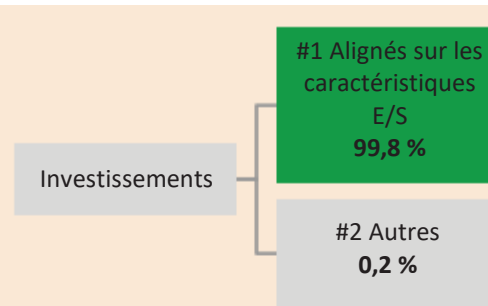 #1 Alignés sur les
caractéristiques
E/S
99,8 %
Investissements
#2 Autres
0,2 %